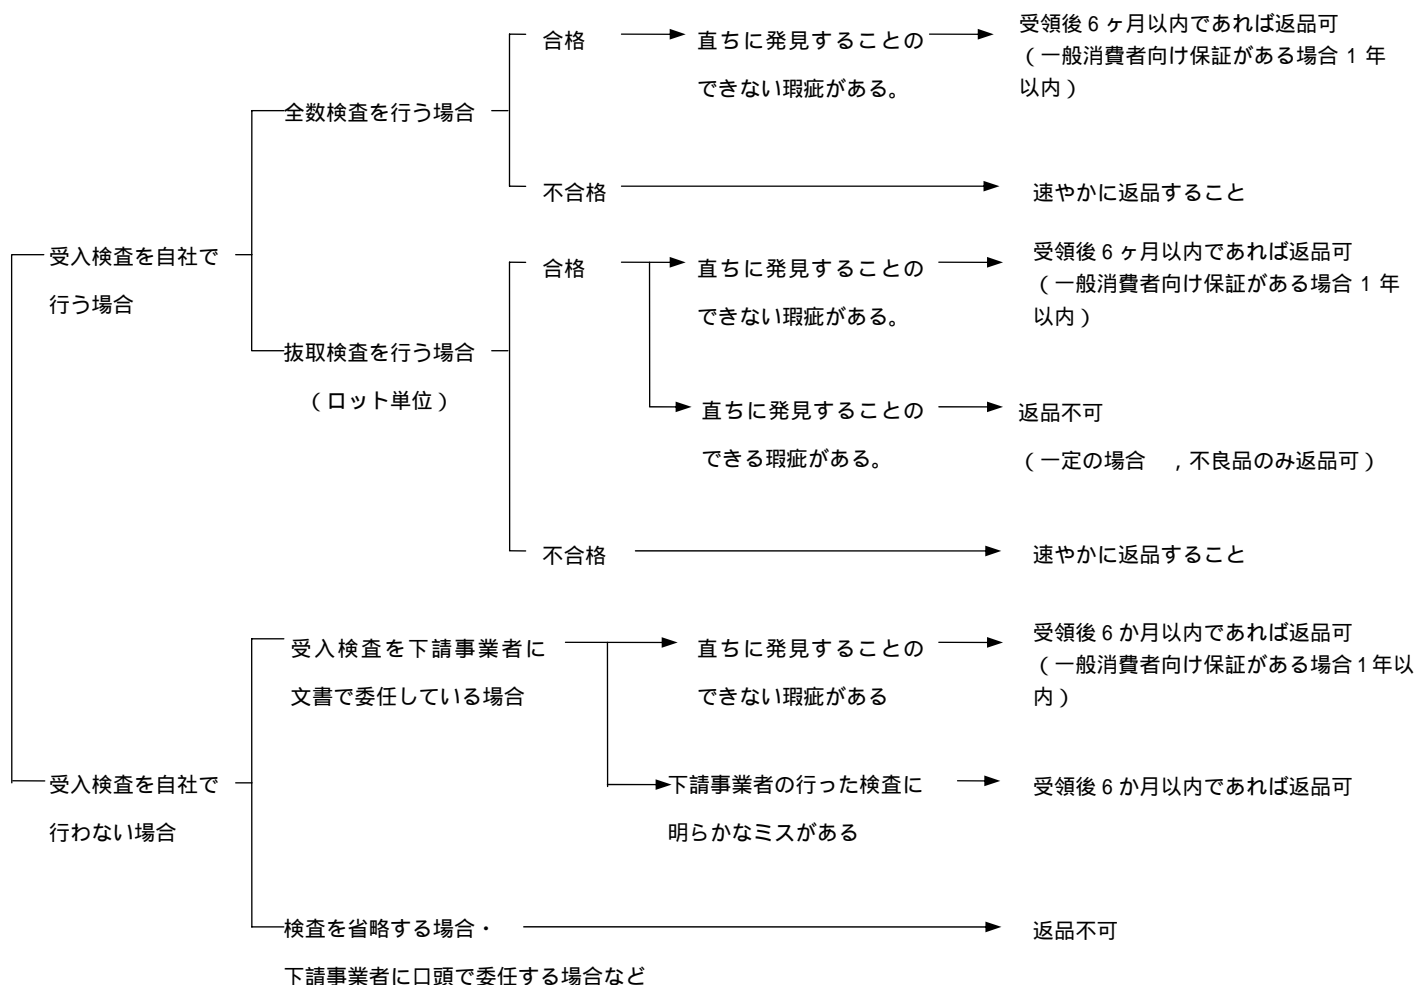 合格
直ちに発見することの
できない瑕疵がある。
受領後6ヶ月以内であれば返品可
(一般消費者向け保証がある場合1年
以内)
全数検査を行う場合
不合格
速やかに返品すること
受入検査を自社で
行う場合
合格
直ちに発見することの
できない瑕疵がある。
受領後6ヶ月以内であれば返品可
(一般消費者向け保証がある場合1年
以内)
抜取検査を行う場合
(ロット単位)
直ちに発見することの
できる瑕疵がある。
返品不可
(一定の場合 ,不良品のみ返品可)
不合格
速やかに返品すること
受入検査を下請事業者に
文書で委任している場合
直ちに発見することの
できない瑕疵がある
受領後6か月以内であれば返品可
(一般消費者向け保証がある場合1年以
内)
受入検査を自社で
行わない場合
下請事業者の行った検査に
明らかなミスがある
受領後6か月以内であれば返品可
検査を省略する場合・
下請事業者に口頭で委任する場合など
返品不可